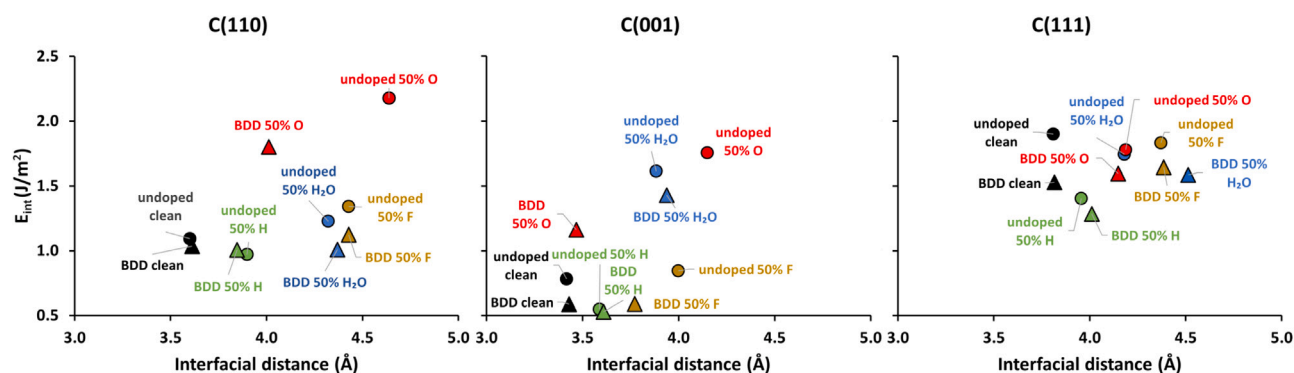 C(110)
C(001)
C(111)
E_int (J/m²)
2.5
2.0
1.5
1.0
0.5
undoped 50% O
BDD 50% O
undoped
50% H₂O
undoped
50% F
undoped
clean
undoped
50% H
BDD clean
BDD 50% H
BDD 50% H₂O
BDD 50% F
3.0
3.5
4.0
4.5
5.0
Interfacial distance (Å)
undoped
50% H₂O
undoped
50% O
BDD
50% O
BDD 50% H₂O
undoped
clean
undoped 50% H
BDD
50% H
undoped 50% F
BDD clean
BDD 50% F
3.0
3.5
4.0
4.5
5.0
Interfacial distance (Å)
undoped
50% H₂O
undoped 50% O
undoped
clean
undoped
50% F
BDD 50% O
BDD clean
BDD 50% F
BDD 50%
H₂O
undoped
50% H
BDD 50% H
3.0
3.5
4.0
4.5
5.0
Interfacial distance (Å)